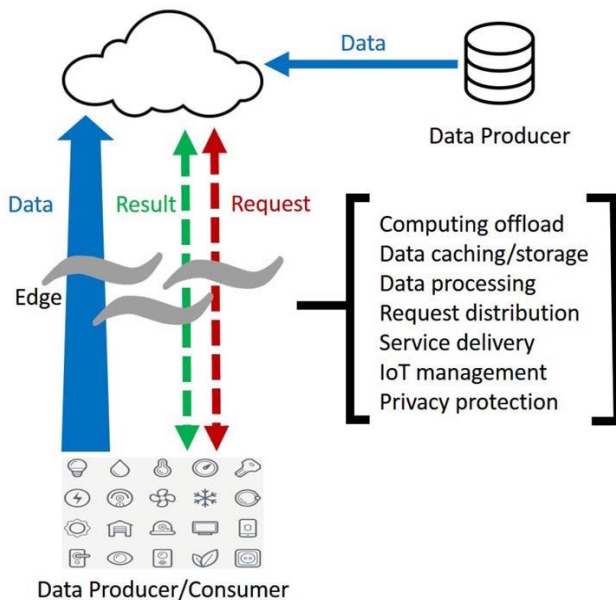 Data
Data Producer
Data
Result
Request
Edge
Computing offload
Data caching/storage
Data processing
Request distribution
Service delivery
IoT management
Privacy protection
Data Producer/Consumer